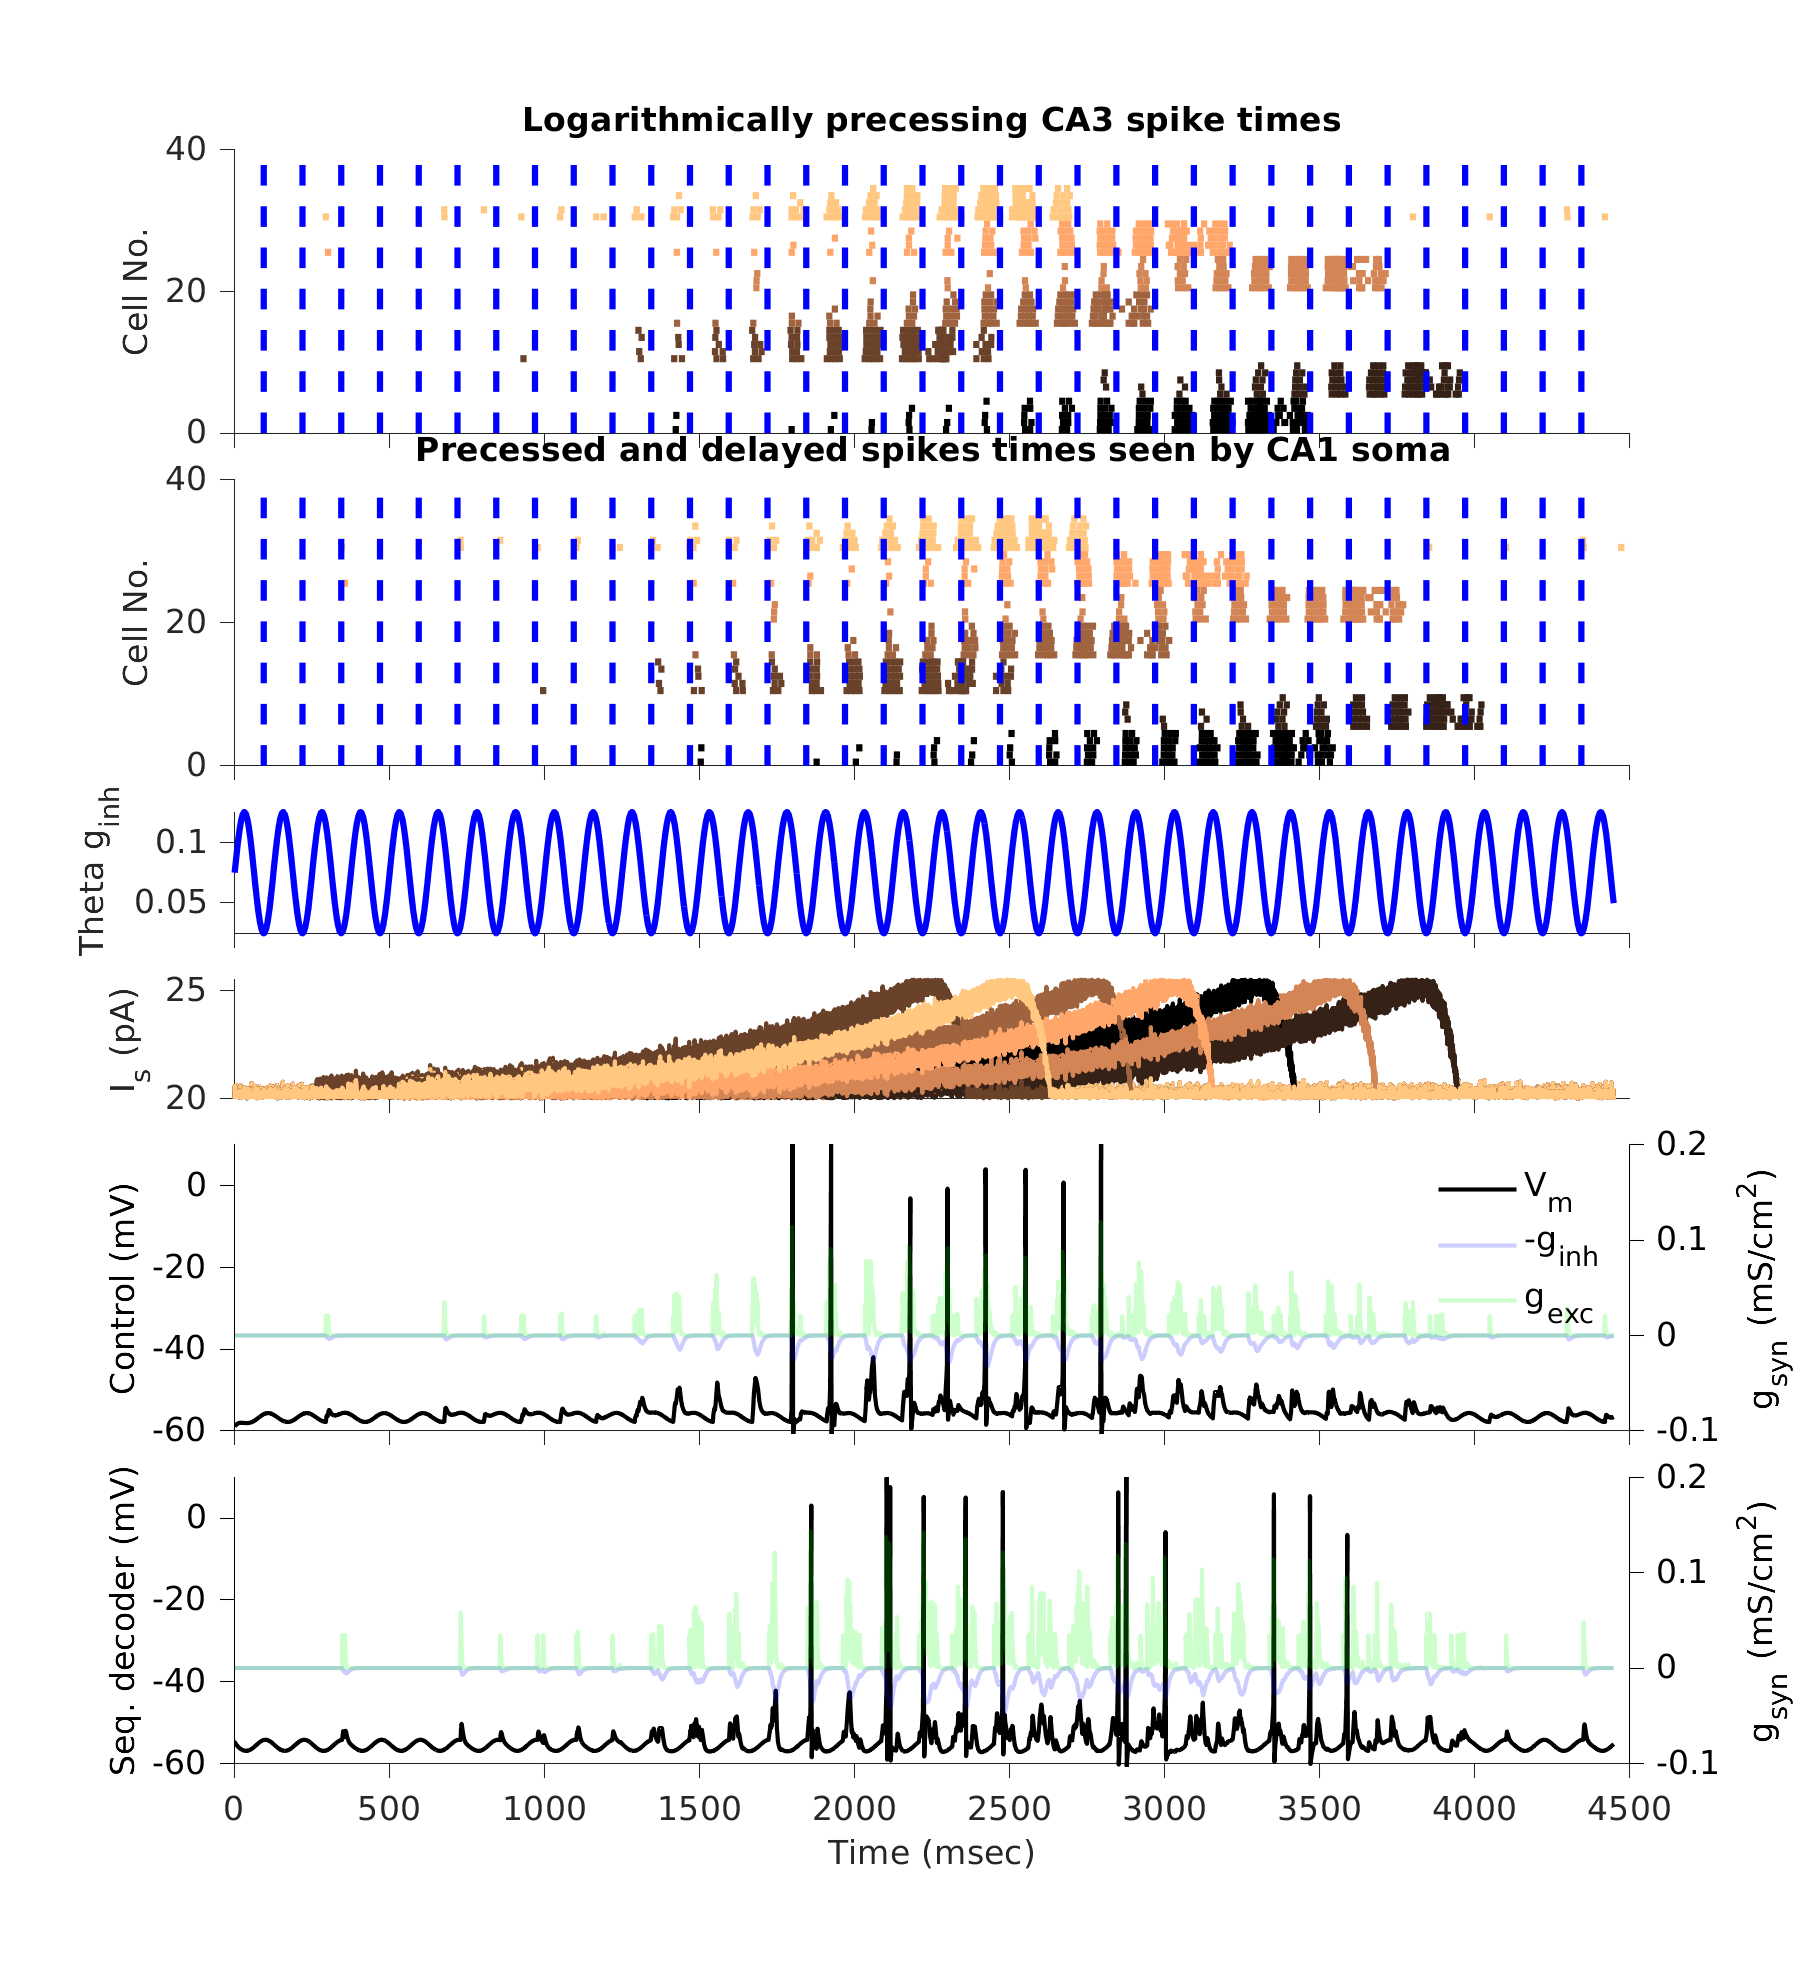 Logarithmically precessing CA3 spike times
40
20
0
Cell No.
Precessed and delayed spikes times seen by CA1 soma
40
20
0
Cell No.
0.1
0.05
Theta g_inh
25
20
I_s (pA)
0
-20
-40
-60
Control (mV)
V_m
-g_inh
g_exc
0.2
0.1
0
-0.1
g_syn (mS/cm^2)
0
-20
-40
-60
Seq. decoder (mV)
0.2
0.1
0
-0.1
g_syn (mS/cm^2)
0 500 1000 1500 2000 2500 3000 3500 4000 4500
Time (msec)